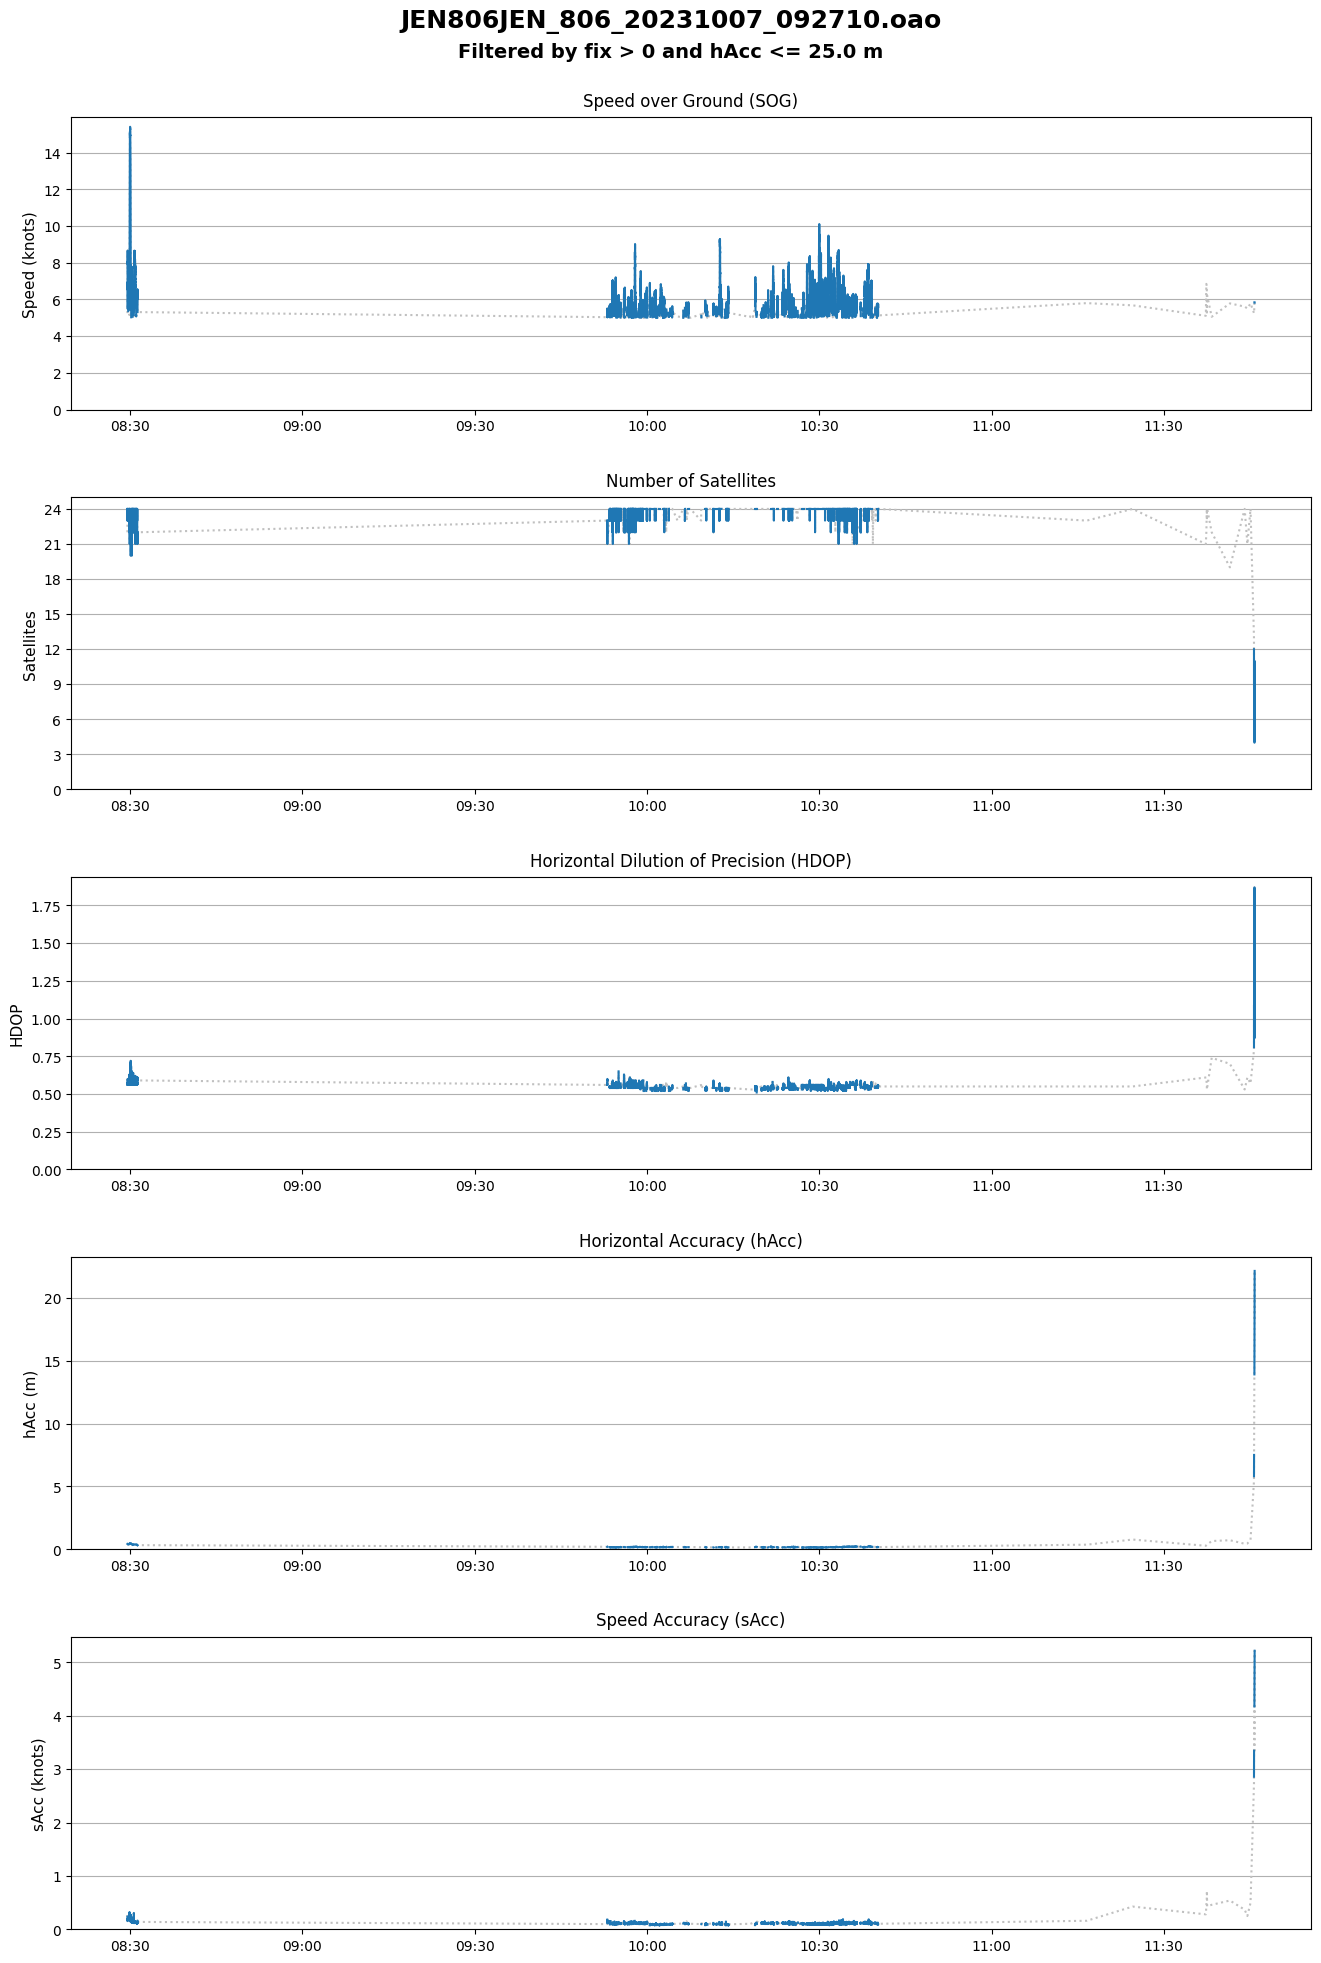 JEN806JEN_806_20231007_092710.oao
Filtered by fix > 0 and hAcc <= 25.0 m
Speed over Ground (SOG)
Speed (knots)
14
12
10
8
6
4
2
0
08:30 09:00 09:30 10:00 10:30 11:00 11:30
Number of Satellites
Satellites
24
21
18
15
12
9
6
3
0
08:30 09:00 09:30 10:00 10:30 11:00 11:30
Horizontal Dilution of Precision (HDOP)
HDOP
1.75
1.50
1.25
1.00
0.75
0.50
0.25
0.00
08:30 09:00 09:30 10:00 10:30 11:00 11:30
Horizontal Accuracy (hAcc)
hAcc (m)
20
15
10
5
0
08:30 09:00 09:30 10:00 10:30 11:00 11:30
Speed Accuracy (sAcc)
sAcc (knots)
5
4
3
2
1
0
08:30 09:00 09:30 10:00 10:30 11:00 11:30